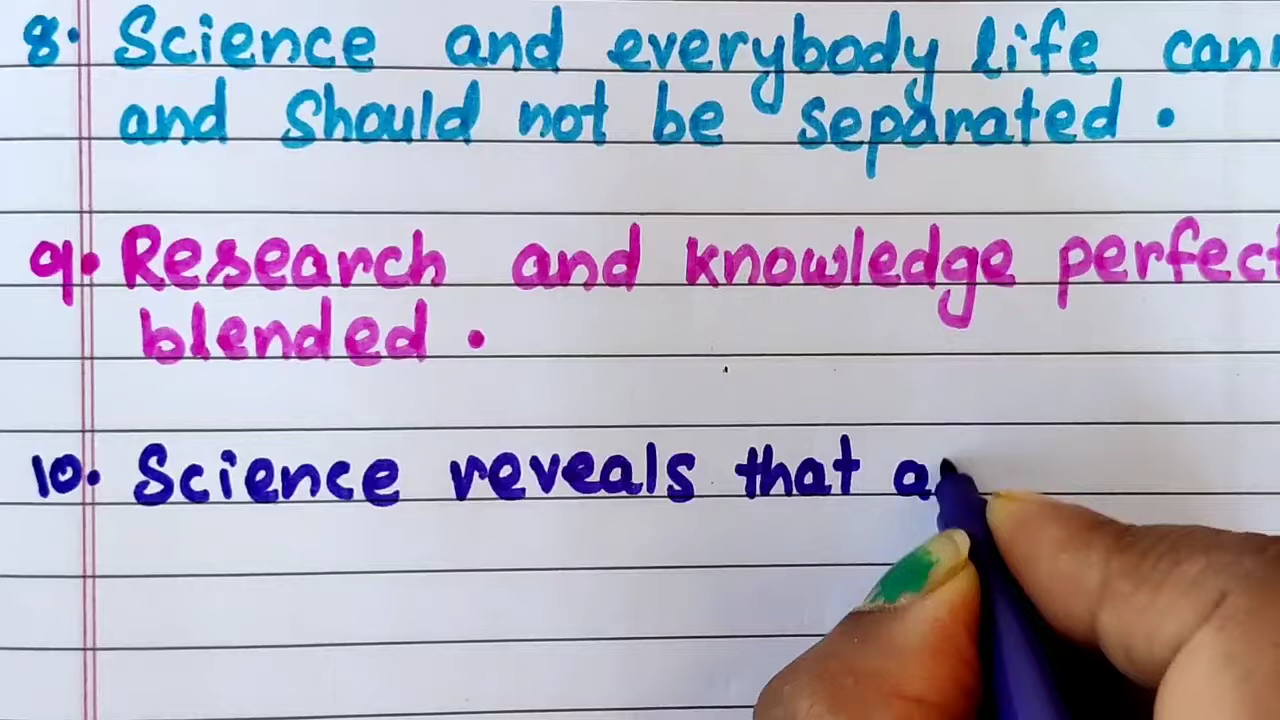 8. Science and everybody life can
and should not be separated.
9. Research and knowledge perfect
blended.
10. Science reveals that a